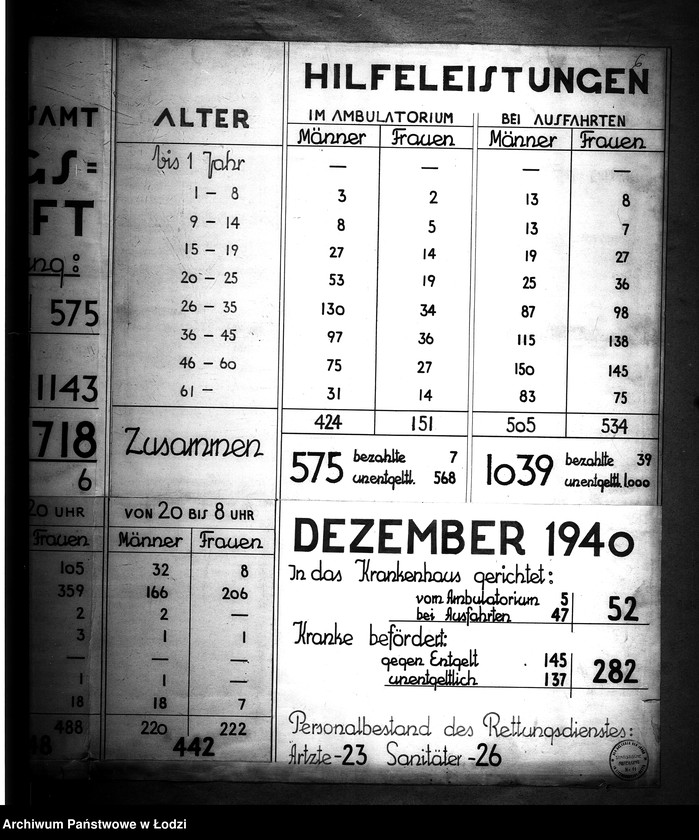 6
HILFELEISTUNGEN
SAMT
ALTER
IM AMBULATORIUM
BEI AUSFAHRTEN
Männer Frauen Männer Frauen
GS=
FT
ung:
575
1143
718
6
bis 1 Jahr — — — —
1 – 8 3 2 13 8
9 – 14 8 5 13 7
15 – 19 27 14 19 27
20 – 25 53 19 25 36
26 – 35 130 34 87 98
36 – 45 97 36 115 138
46 – 60 75 27 150 145
61 – 31 14 83 75
Zusammen 424 151 505 534
575 bezahlte 7
unentgeltl. 568
1039 bezahlte 39
unentgeltl. 1000
20 UHR VON 20 BIS 8 UHR
Frauen Männer Frauen
105 32 8
359 166 206
2 2 —
3 1 1
— — —
1 1 —
18 18 7
488 220 222
48 442
DEZEMBER 1940
In das Krankenhaus gerichtet:
vom Ambulatorium 5
bei Ausfahrten 47
52
Kranke befördert:
gegen Entgelt . 145
unentgeltlich 137
282
Personalbestand des Rettungsdienstes:
Ärtzte-23 Sanitäter-26
Archiwum Państwowe w Łodzi